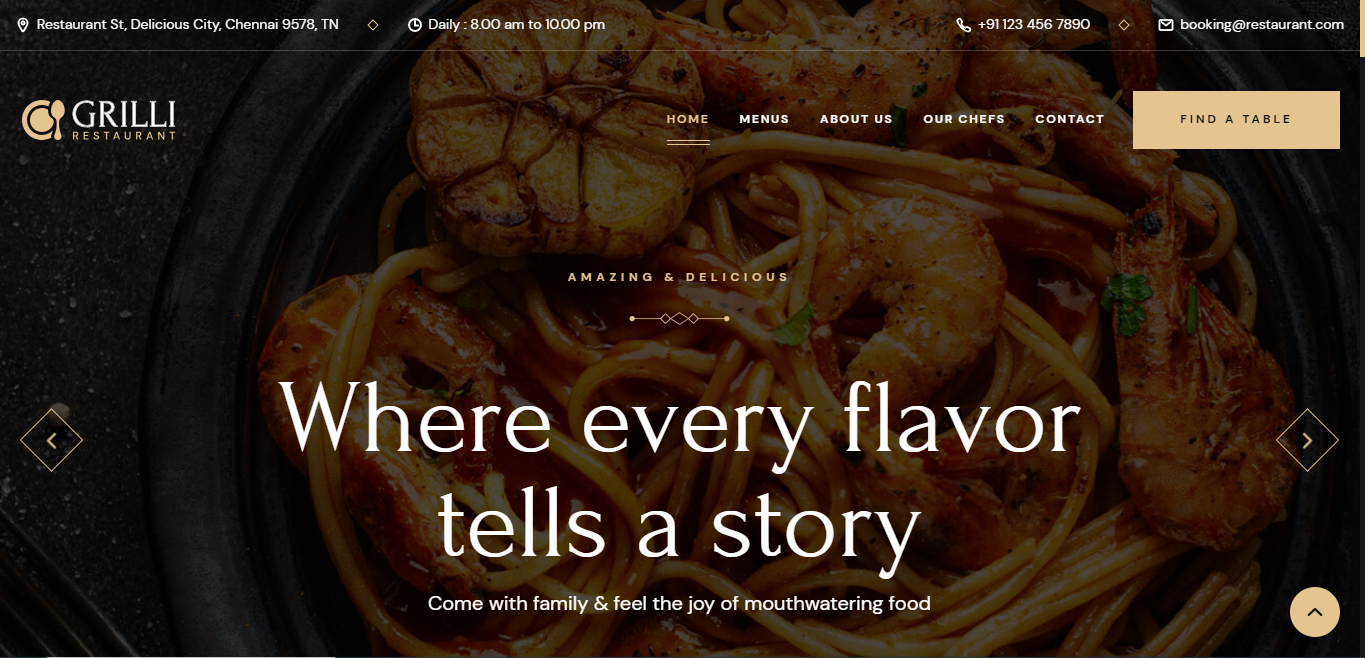 Restaurant St, Delicious City, Chennai 9578, TN
Daily : 8.00 am to 10.00 pm
+91 123 456 7890
booking@restaurant.com
GRILLI
RESTAURANT
HOME
MENUS
ABOUT US
OUR CHEFS
CONTACT
FIND A TABLE
AMAZING & DELICIOUS
Where every flavor
tells a story
Come with family & feel the joy of mouthwatering food